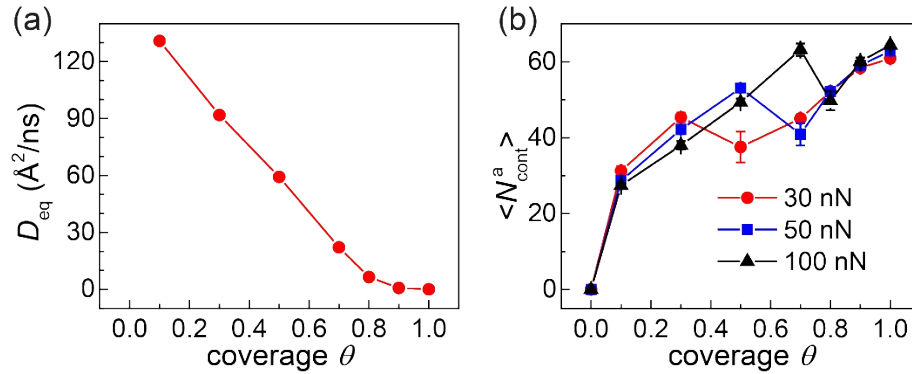 (a)
D_eq (Å²/ns)
120
90
60
30
0
0.0 0.2 0.4 0.6 0.8 1.0
coverage θ
(b)
<N^a_cont>
60
40
20
0
30 nN
50 nN
100 nN
0.0 0.2 0.4 0.6 0.8 1.0
coverage θ